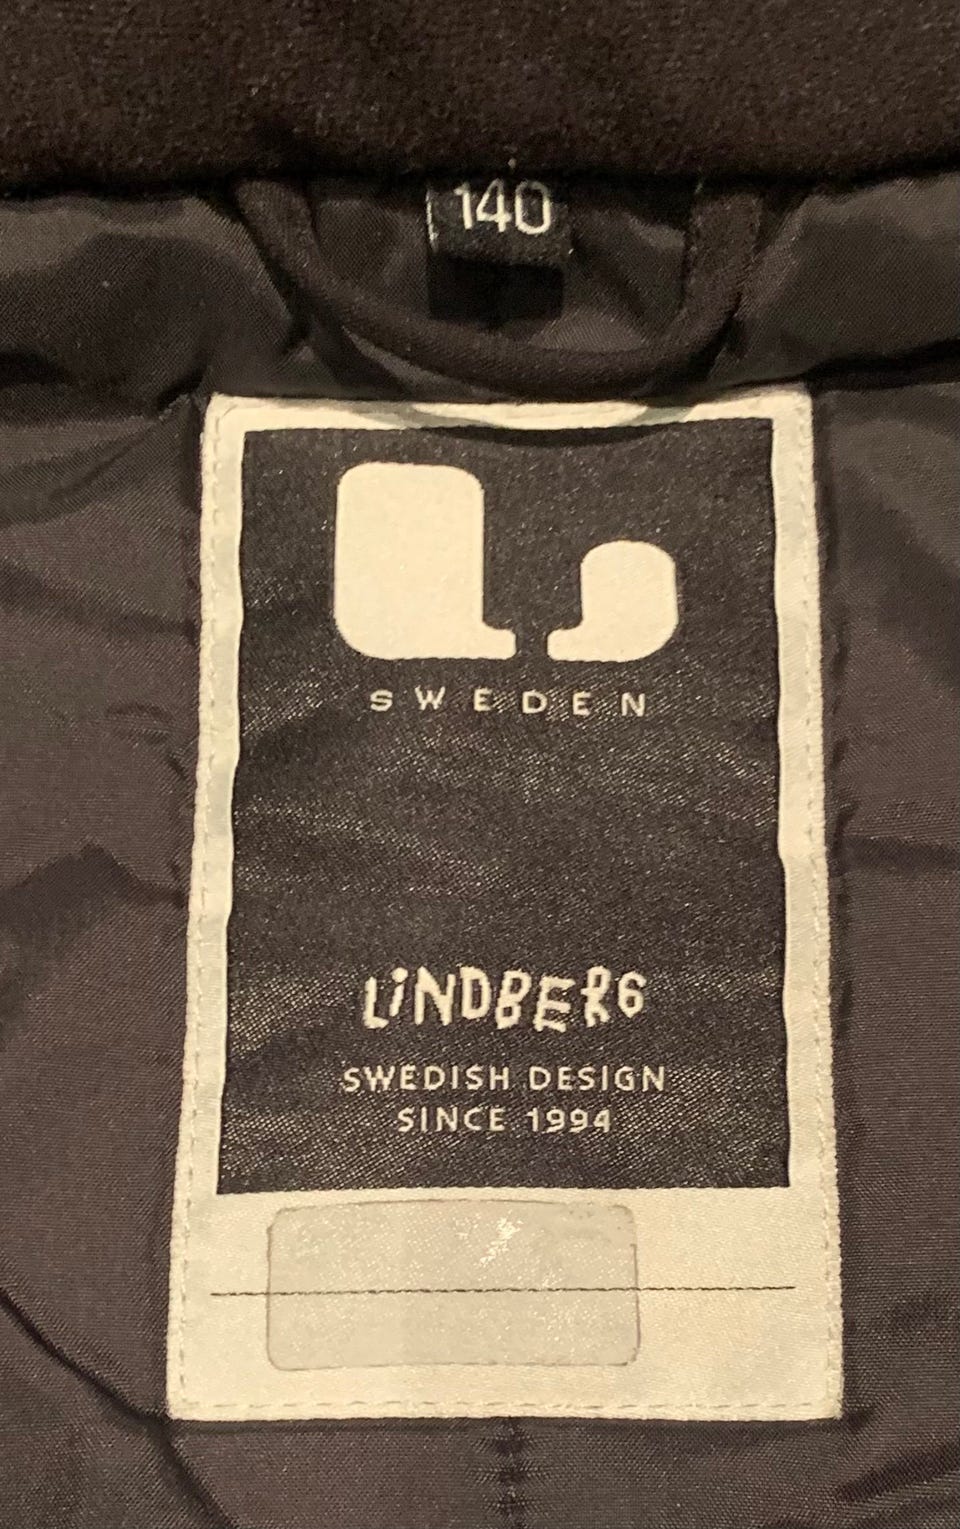 140
SWEDEN
LiNDBERG
SWEDISH DESIGN
SINCE 1994